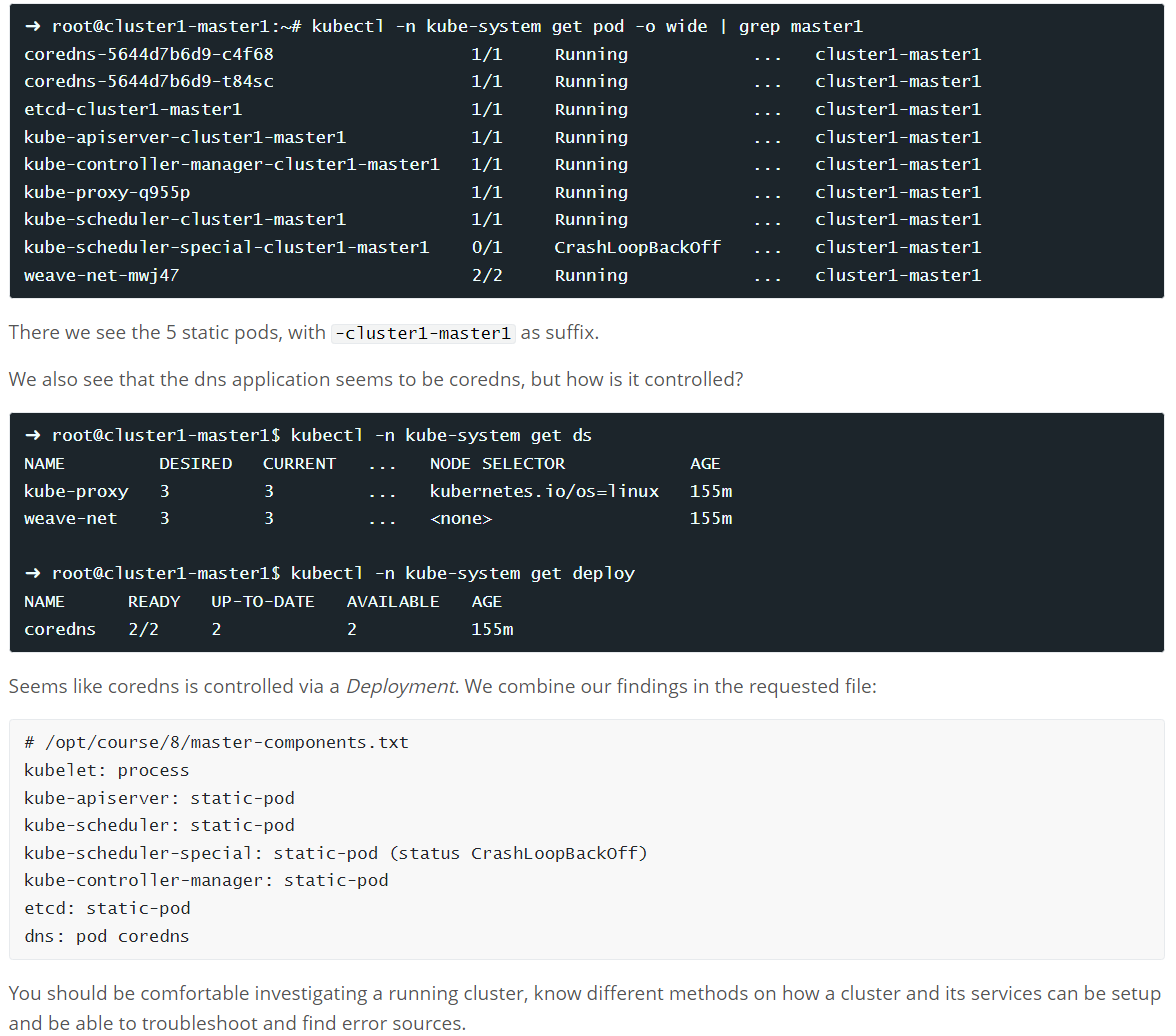 ➜ root@cluster1-master1:~# kubectl -n kube-system get pod -o wide | grep master1
coredns-5644d7b6d9-c4f68 1/1 Running ... cluster1-master1
coredns-5644d7b6d9-t84sc 1/1 Running ... cluster1-master1
etcd-cluster1-master1 1/1 Running ... cluster1-master1
kube-apiserver-cluster1-master1 1/1 Running ... cluster1-master1
kube-controller-manager-cluster1-master1 1/1 Running ... cluster1-master1
kube-proxy-q955p 1/1 Running ... cluster1-master1
kube-scheduler-cluster1-master1 1/1 Running ... cluster1-master1
kube-scheduler-special-cluster1-master1 0/1 CrashLoopBackOff ... cluster1-master1
weave-net-mwj47 2/2 Running ... cluster1-master1
There we see the 5 static pods, with -cluster1-master1 as suffix.
We also see that the dns application seems to be coredns, but how is it controlled?
➜ root@cluster1-master1$ kubectl -n kube-system get ds
NAME DESIRED CURRENT ... NODE SELECTOR AGE
kube-proxy 3 3 ... kubernetes.io/os=linux 155m
weave-net 3 3 ... <none> 155m
➜ root@cluster1-master1$ kubectl -n kube-system get deploy
NAME READY UP-TO-DATE AVAILABLE AGE
coredns 2/2 2 2 155m
Seems like coredns is controlled via a Deployment. We combine our findings in the requested file:
# /opt/course/8/master-components.txt
kubelet: process
kube-apiserver: static-pod
kube-scheduler: static-pod
kube-scheduler-special: static-pod (status CrashLoopBackOff)
kube-controller-manager: static-pod
etcd: static-pod
dns: pod coredns
You should be comfortable investigating a running cluster, know different methods on how a cluster and its services can be setup
and be able to troubleshoot and find error sources.